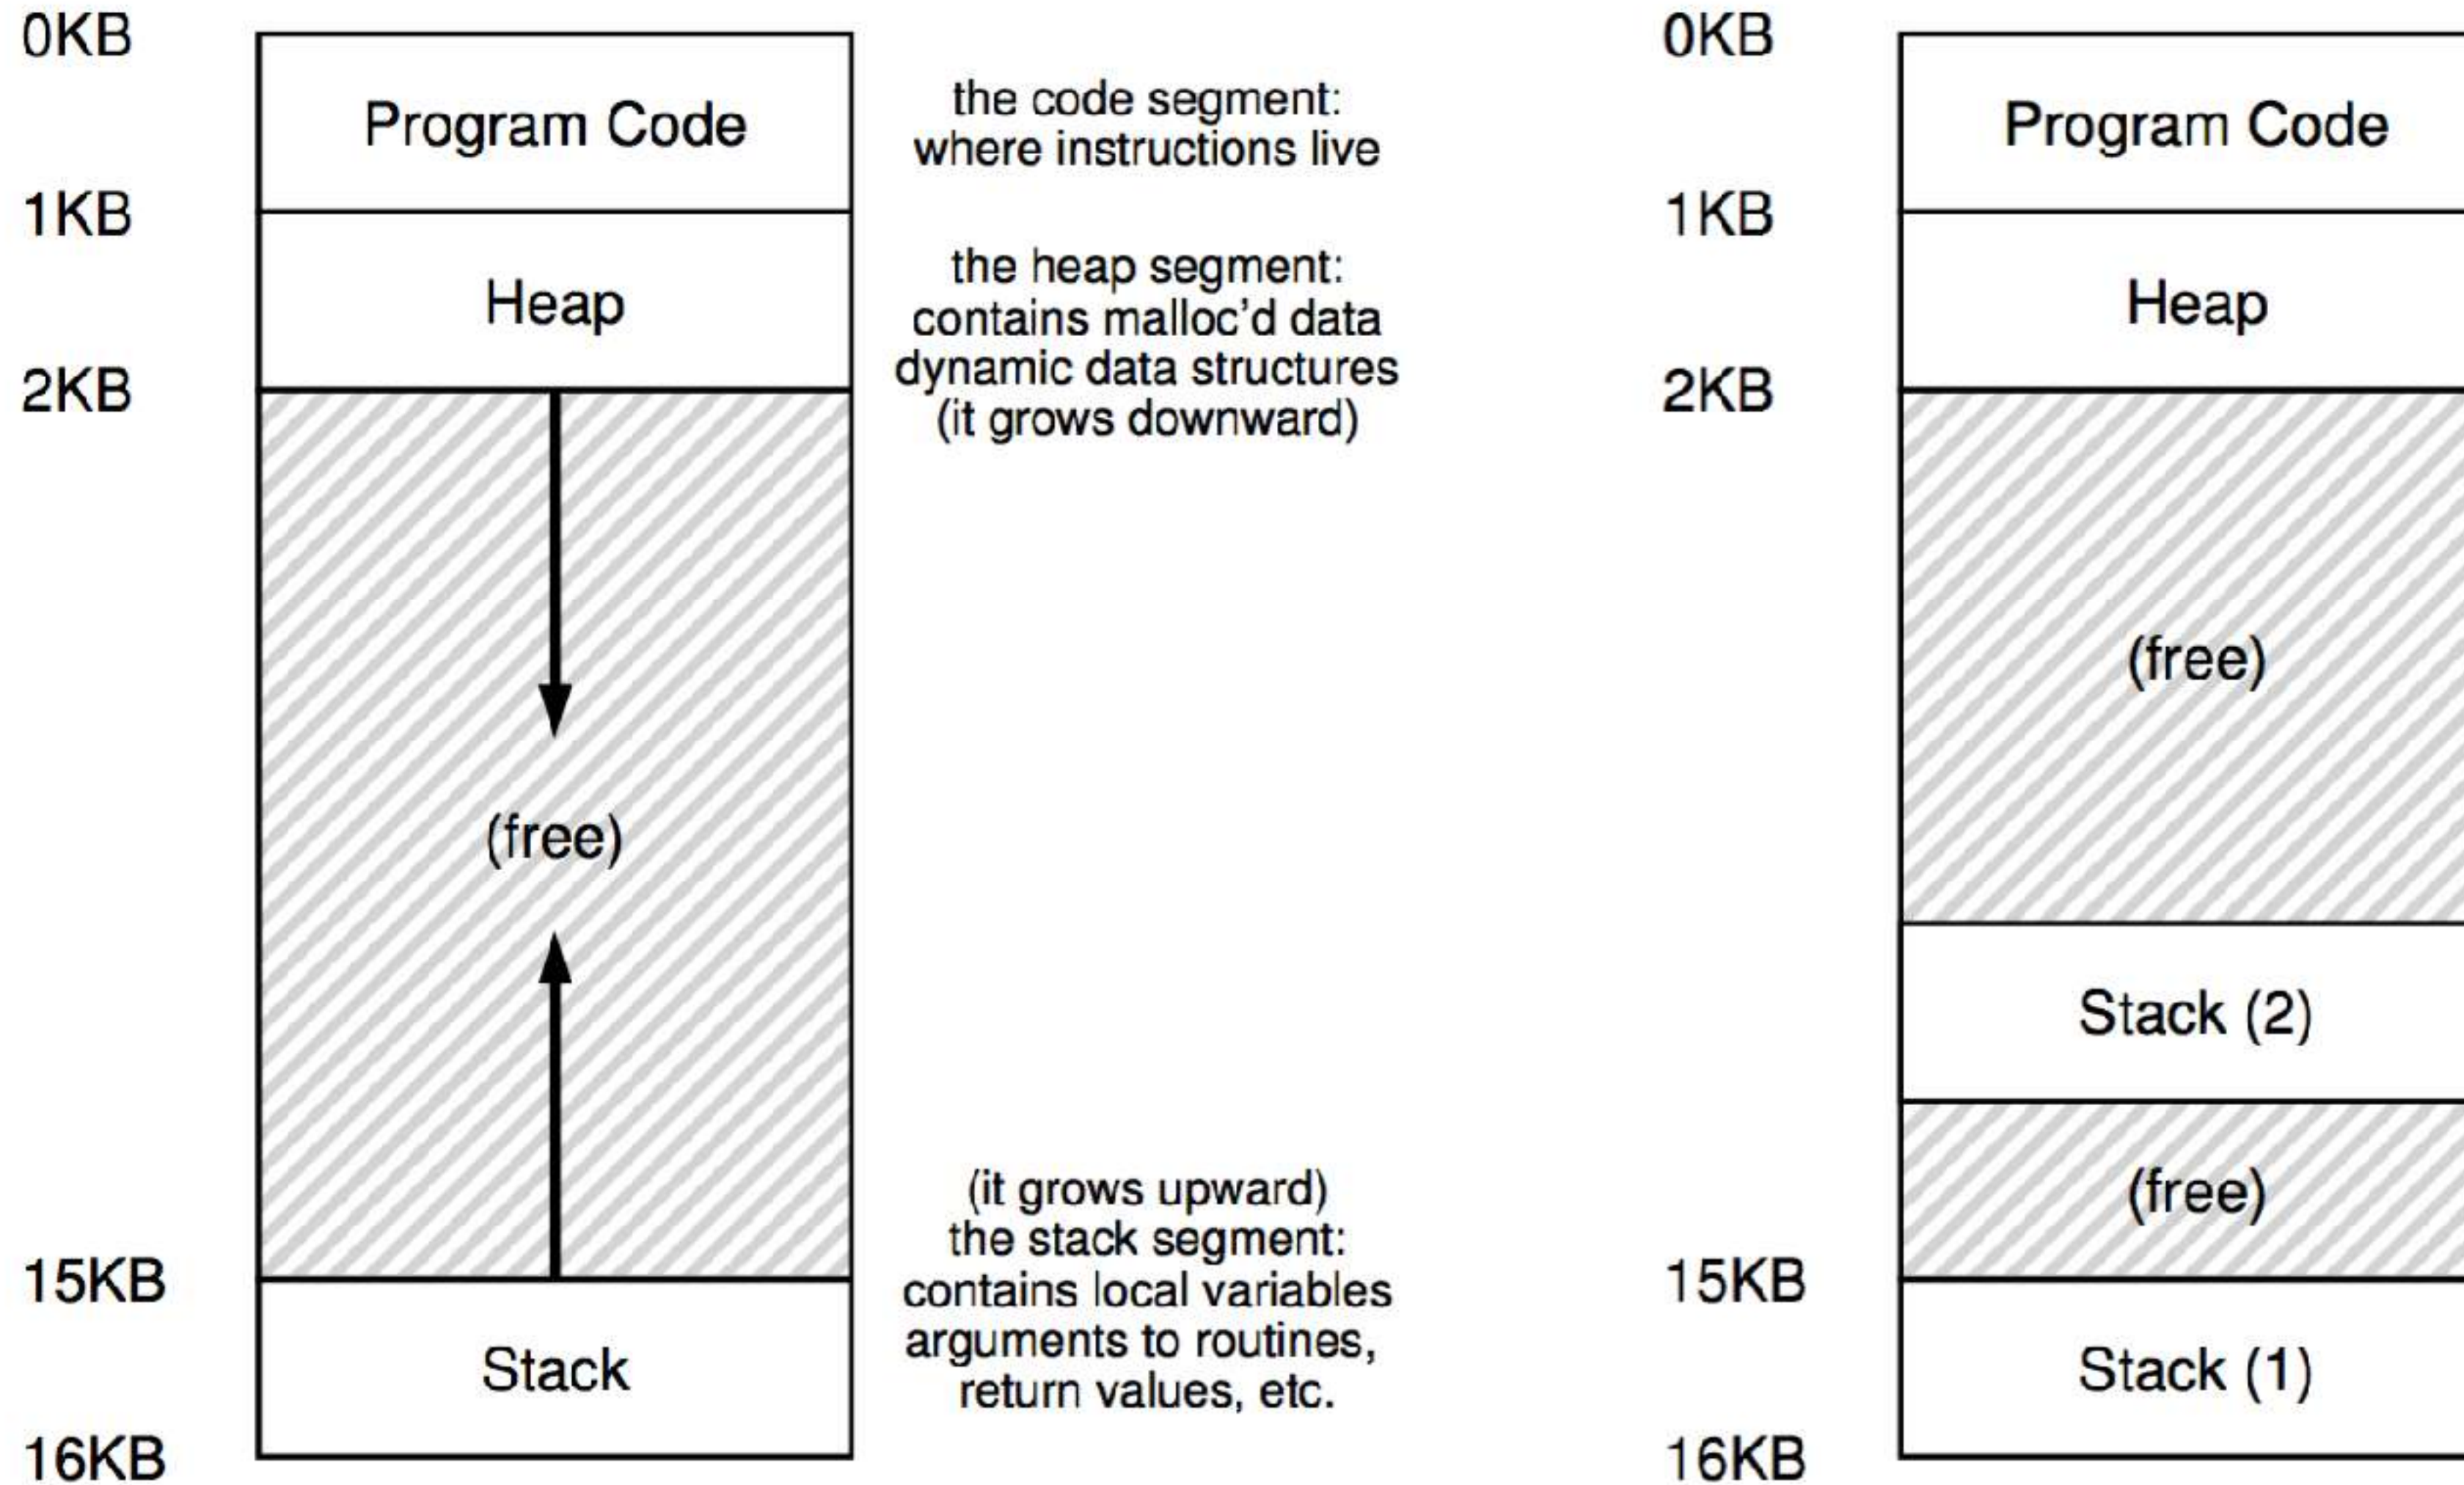 0KB
Program Code
the code segment:
where instructions live
1KB
Heap
the heap segment:
contains malloc'd data
dynamic data structures
(it grows downward)
2KB
(free)
(it grows upward)
the stack segment:
15KB
contains local variables
arguments to routines,
return values, etc.
Stack
16KB
0KB
Program Code
1KB
Heap
2KB
(free)
Stack (2)
(free)
15KB
Stack (1)
16KB